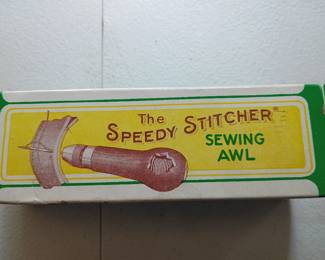 The
SPEEDY STITCHER®
SEWING
AWL